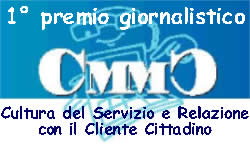 1° premio giornalistico
CMMC
Cultura del Servizio e Relazione
con il Cliente Cittadino